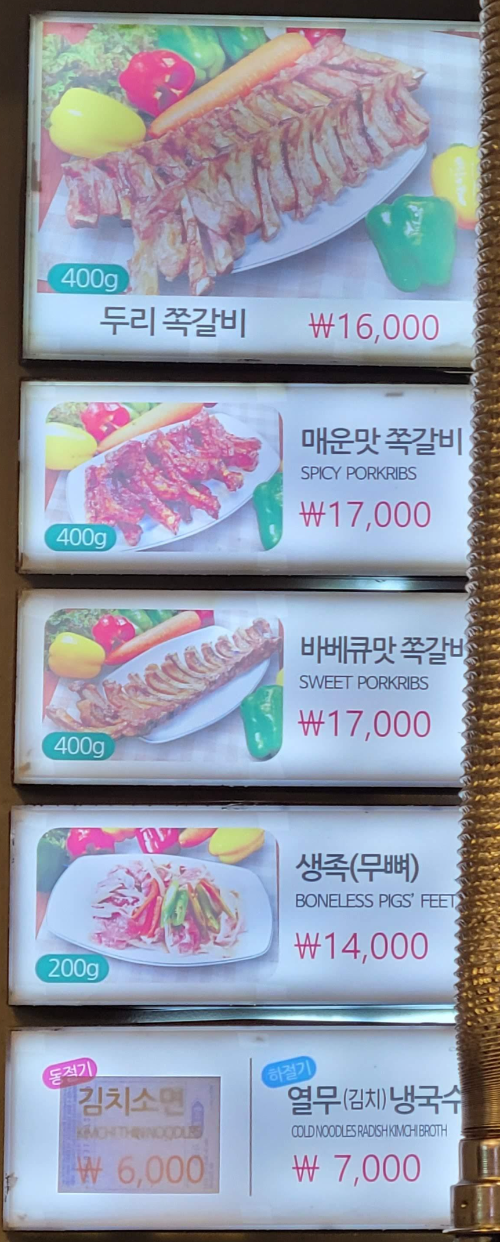 400g
두리 쪽갈비 ₩16,000
매운맛 쪽갈비
SPICY PORKRIBS
₩17,000
400g
바베큐맛 쪽갈비
SWEET PORKRIBS
₩17,000
400g
생족(무뼈)
BONELESS PIGS' FEET
₩14,000
200g
동절기
김치소면
KIMCHI THIN NOODLES
₩ 6,000
하절기
열무(김치)냉국수
COLD NOODLES RADISH KIMCHI BROTH
₩ 7,000